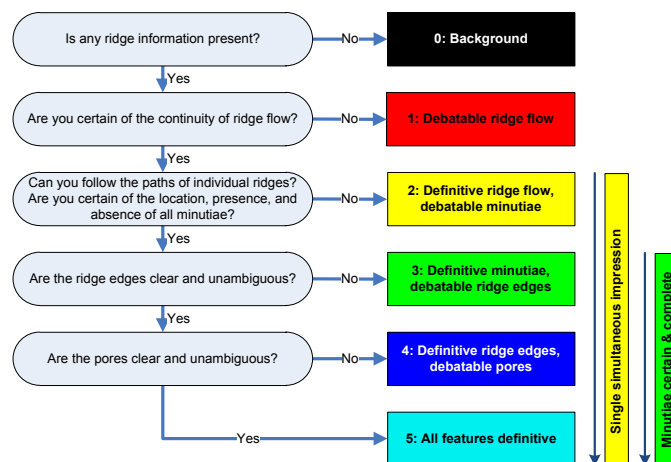 Is any ridge information present?
No
0: Background
Yes
Are you certain of the continuity of ridge flow?
No
1: Debatable ridge flow
Yes
Can you follow the paths of individual ridges?
Are you certain of the location, presence, and
absence of all minutiae?
No
2: Definitive ridge flow,
debatable minutiae
Yes
Are the ridge edges clear and unambiguous?
No
3: Definitive minutiae,
debatable ridge edges
Yes
Are the pores clear and unambiguous?
No
4: Definitive ridge edges,
debatable pores
Yes
5: All features definitive
Single simultaneous impression
Minutiae certain & complete